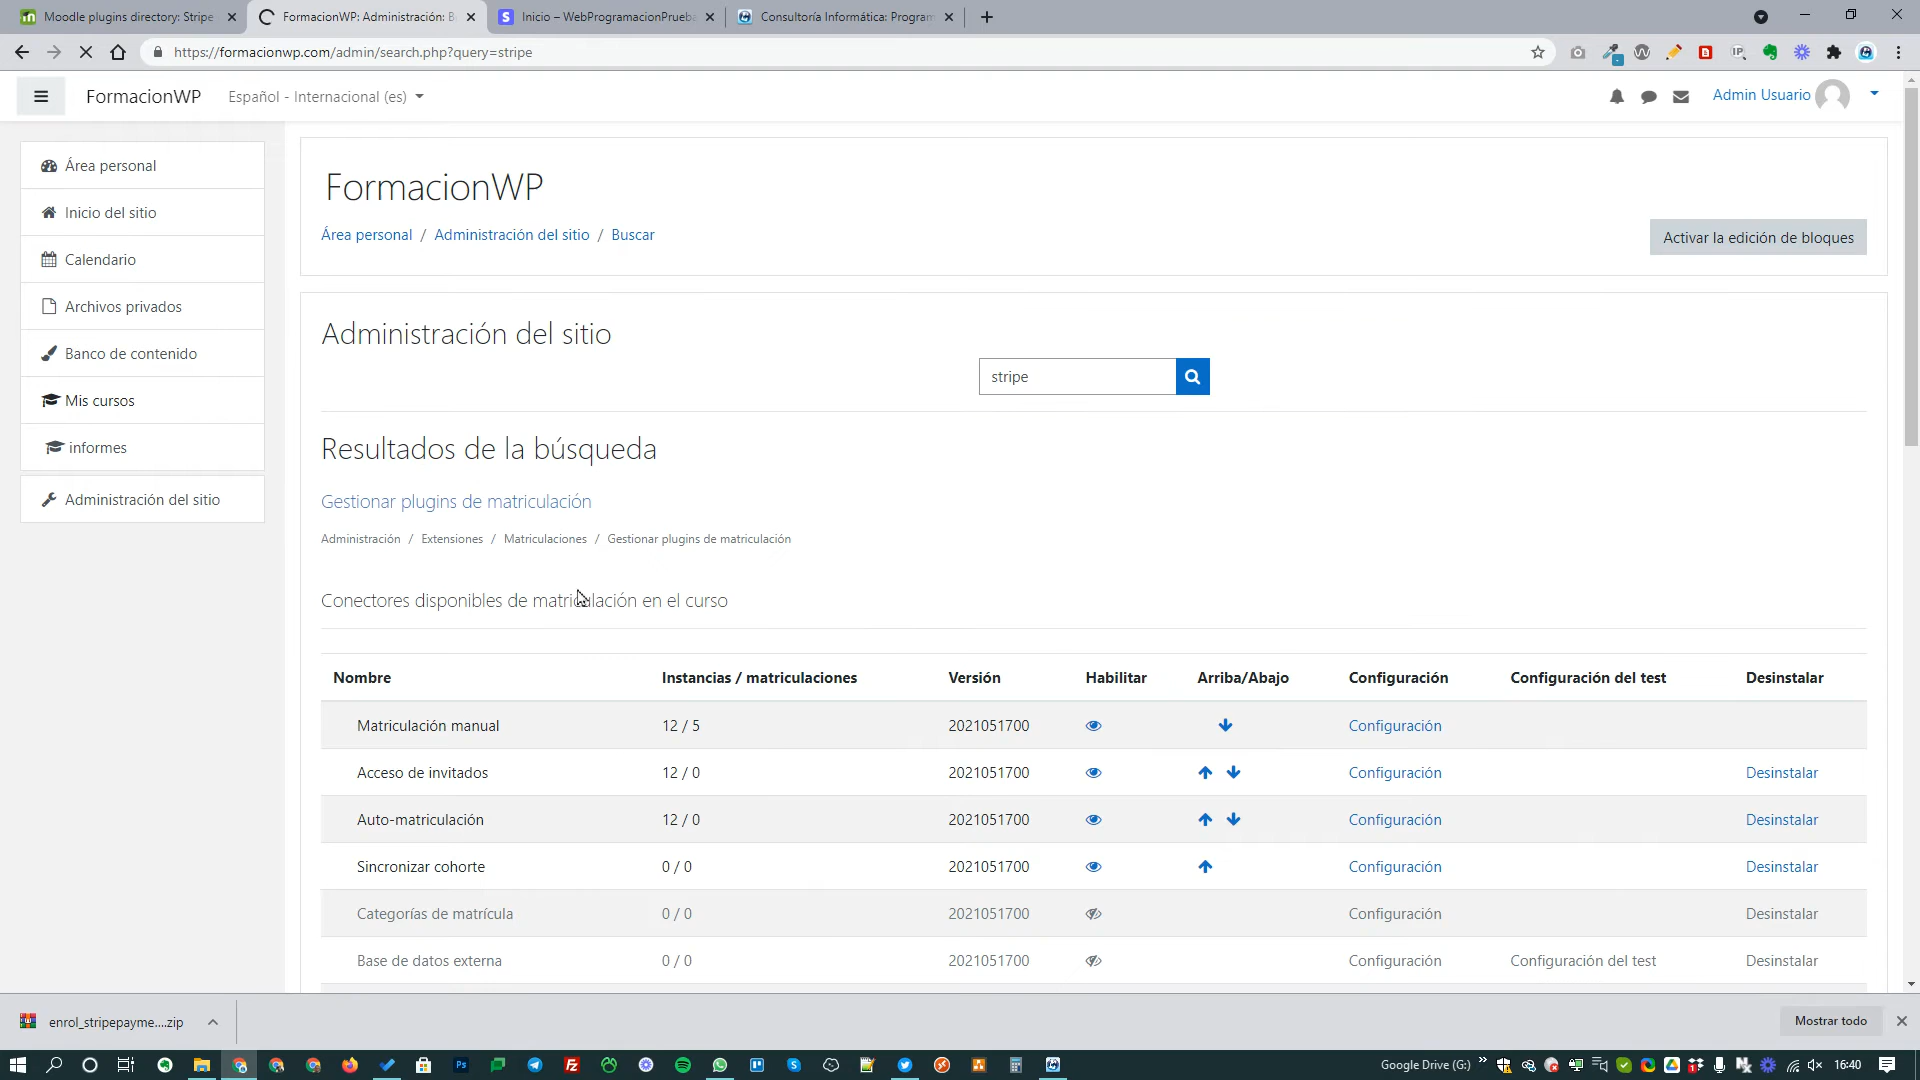 Moodle plugins directory: Stripe
FormacionWP: Administración: B
Inicio – WebProgramacionPrueba
Consultoría Informática: Program
https://formacionwp.com/admin/search.php?query=stripe
FormacionWP
Español - Internacional (es)
Admin Usuario
Área personal
Inicio del sitio
Calendario
Archivos privados
Banco de contenido
Mis cursos
informes
Administración del sitio
FormacionWP
Área personal / Administración del sitio / Buscar
Activar la edición de bloques
Administración del sitio
stripe
Resultados de la búsqueda
Gestionar plugins de matriculación
Administración / Extensiones / Matriculaciones / Gestionar plugins de matriculación
Conectores disponibles de matriculación en el curso
Nombre Instancias / matriculaciones Versión Habilitar Arriba/Abajo Configuración Configuración del test Desinstalar
Matriculación manual 12 / 5 2021051700 Configuración
Acceso de invitados 12 / 0 2021051700 Configuración Desinstalar
Auto-matriculación 12 / 0 2021051700 Configuración Desinstalar
Sincronizar cohorte 0 / 0 2021051700 Configuración Desinstalar
Categorías de matrícula 0 / 0 2021051700 Configuración Desinstalar
Base de datos externa 0 / 0 2021051700 Configuración Configuración del test Desinstalar
enrol_stripepayme....zip
Mostrar todo
Google Drive (G:)
16:40